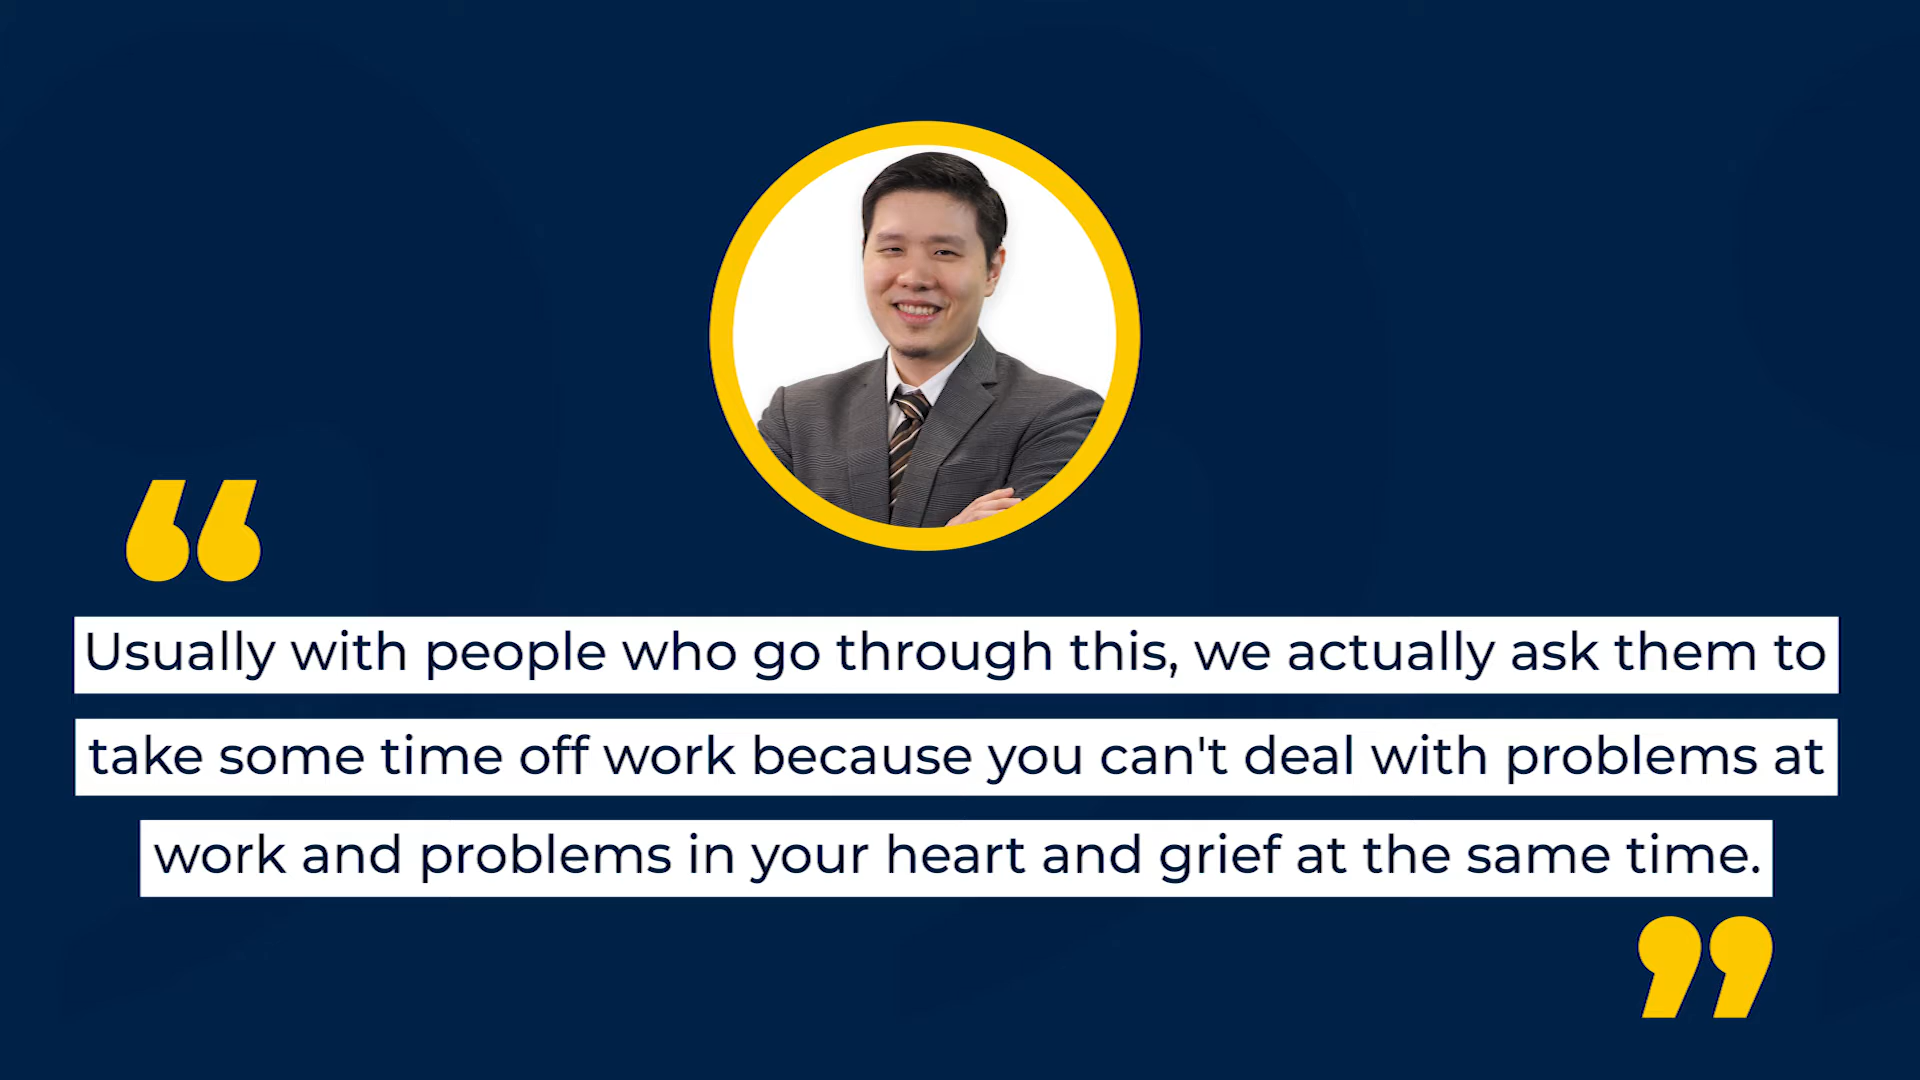 “
Usually with people who go through this, we actually ask them to
take some time off work because you can't deal with problems at
work and problems in your heart and grief at the same time.
”